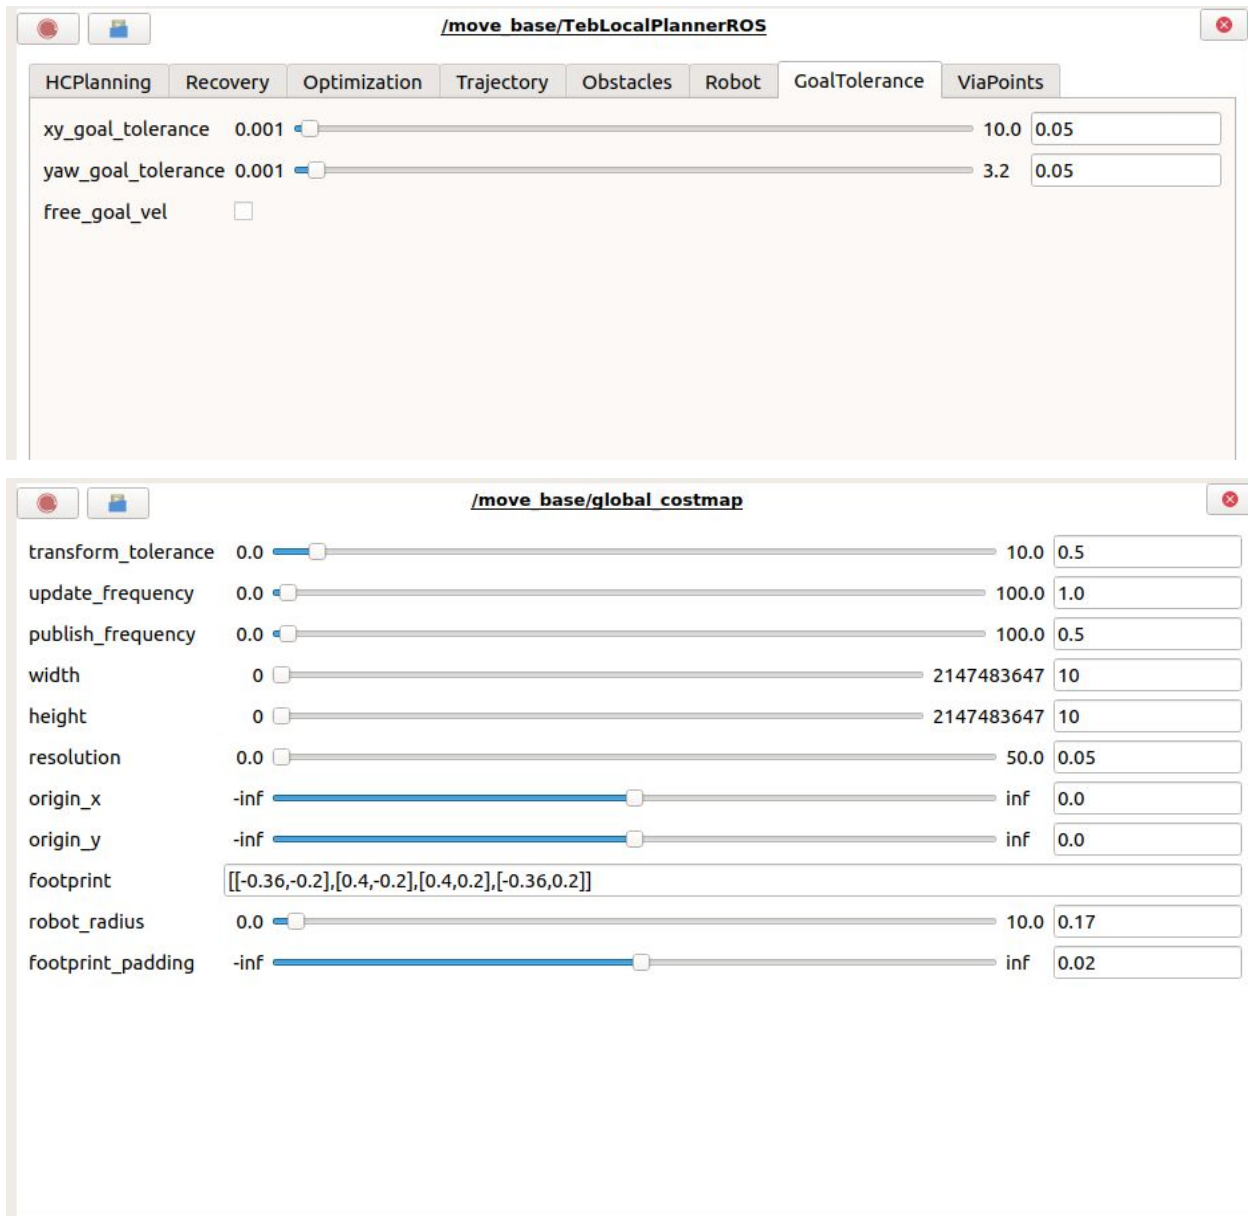 /move_base/TebLocalPlannerROS
HCPlanning Recovery Optimization Trajectory Obstacles Robot GoalTolerance ViaPoints
xy_goal_tolerance 0.001 10.0 0.05
yaw_goal_tolerance 0.001 3.2 0.05
free_goal_vel
/move_base/global_costmap
transform_tolerance 0.0 10.0 0.5
update_frequency 0.0 100.0 1.0
publish_frequency 0.0 100.0 0.5
width 0 2147483647 10
height 0 2147483647 10
resolution 0.0 50.0 0.05
origin_x -inf inf 0.0
origin_y -inf inf 0.0
footprint [[-0.36,-0.2],[0.4,-0.2],[0.4,0.2],[-0.36,0.2]]
robot_radius 0.0 10.0 0.17
footprint_padding -inf inf 0.02